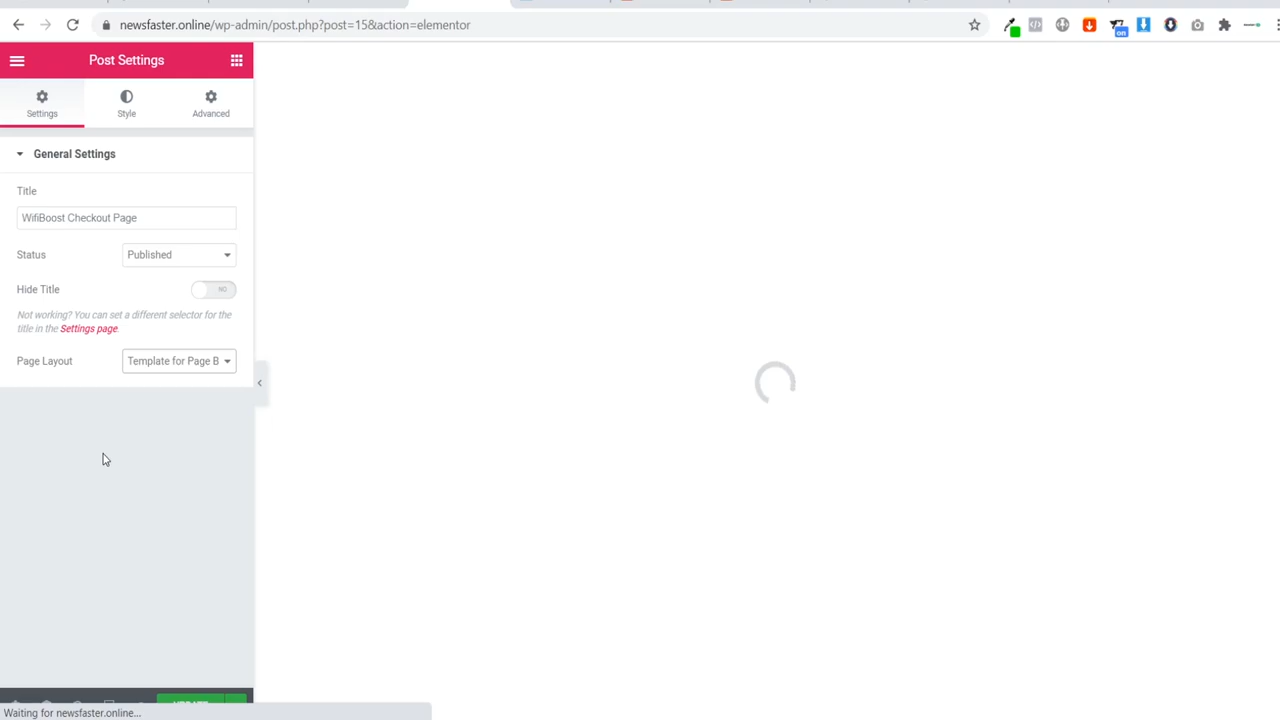 newsfaster.online/wp-admin/post.php?post=15&action=elementor
on
Post Settings
Settings
Style
Advanced
General Settings
Title
WifiBoost Checkout Page
Status
Published
Hide Title
NO
Not working? You can set a different selector for the
title in the Settings page.
Page Layout
Template for Page B
Waiting for newsfaster.online...